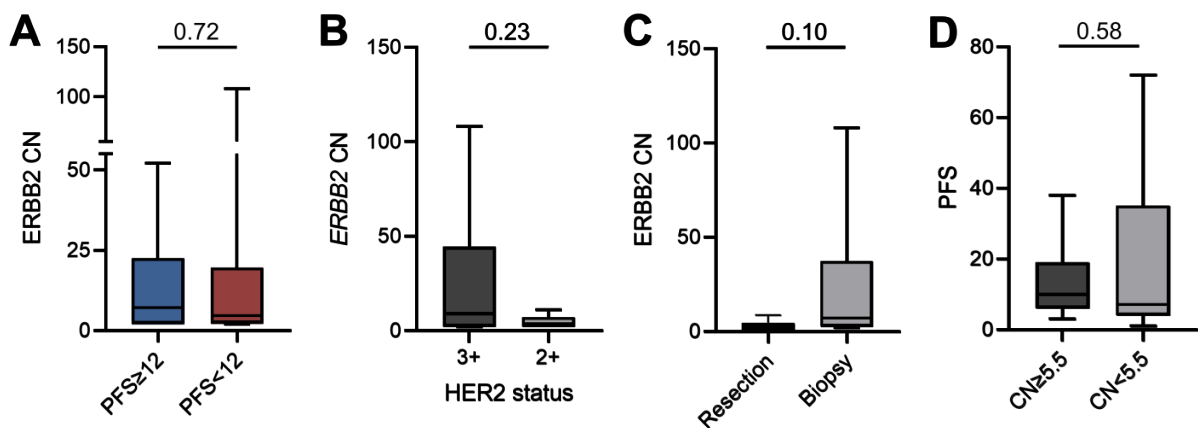 A
0.72
ERBB2 CN
150
100
50
25
0
PFS≥12
PFS<12
B
0.23
ERBB2 CN
150
100
50
0
3+
2+
HER2 status
C
0.10
ERBB2 CN
150
100
50
0
Resection
Biopsy
D
0.58
PFS
80
60
40
20
0
CN≥5.5
CN<5.5